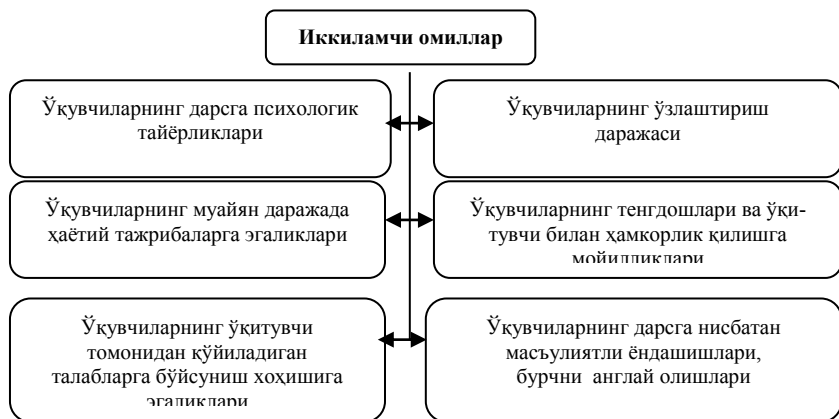 Иккиламчи омиллар
Ўқувчиларнинг дарсга психологик
тайёрликлари
Ўқувчиларнинг ўзлаштириш
даражаси
Ўқувчиларнинг муайян даражада
ҳаётий тажрибаларга эгаликлари
Ўқувчиларнинг тенгдошлари ва ўқи-
тувчи билан ҳамкорлик қилишга
мойилликлари
Ўқувчиларнинг ўқитувчи
томонидан қўйиладиган
талабларга бўйсуниш хоҳишига
эгаликлари
Ўқувчиларнинг дарсга нисбатан
масъулиятли ёндашишлари,
бурчни англай олишлари